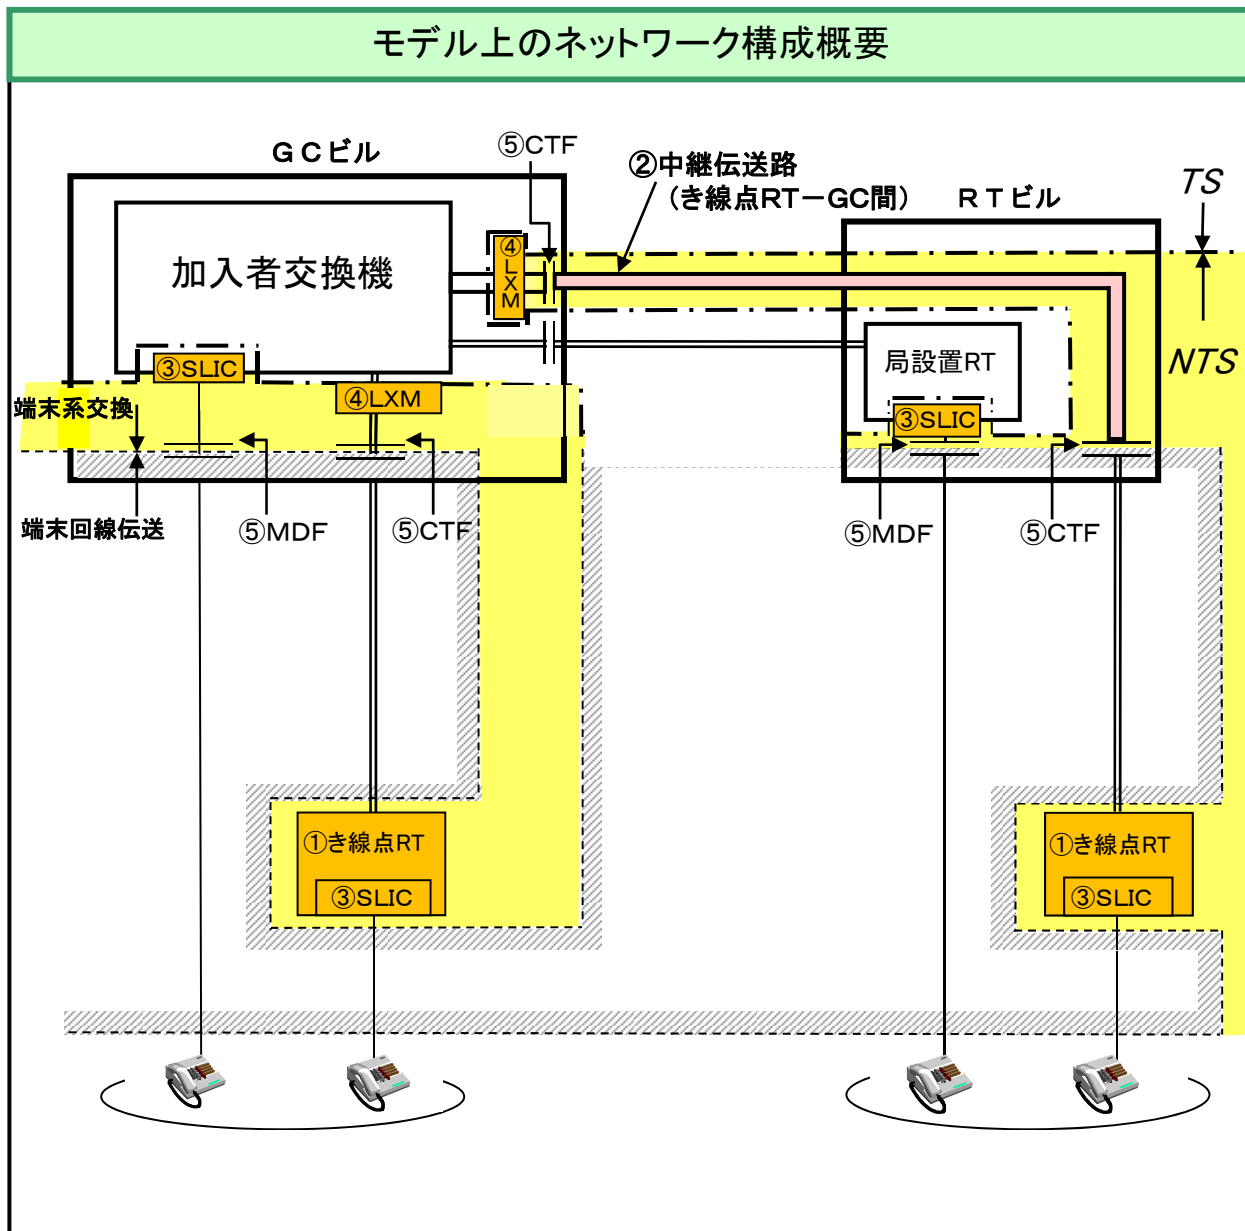 モデル上のネットワーク構成概要
GCビル
⑤CTF
②中継伝送路
(き線点RT−GC間)
RTビル
TS
NTS
加入者交換機
④LXM
局設置RT
③SLIC
③SLIC
④LXM
端末系交換
端末回線伝送
⑤MDF
⑤CTF
⑤MDF
⑤CTF
①き線点RT
③SLIC
①き線点RT
③SLIC